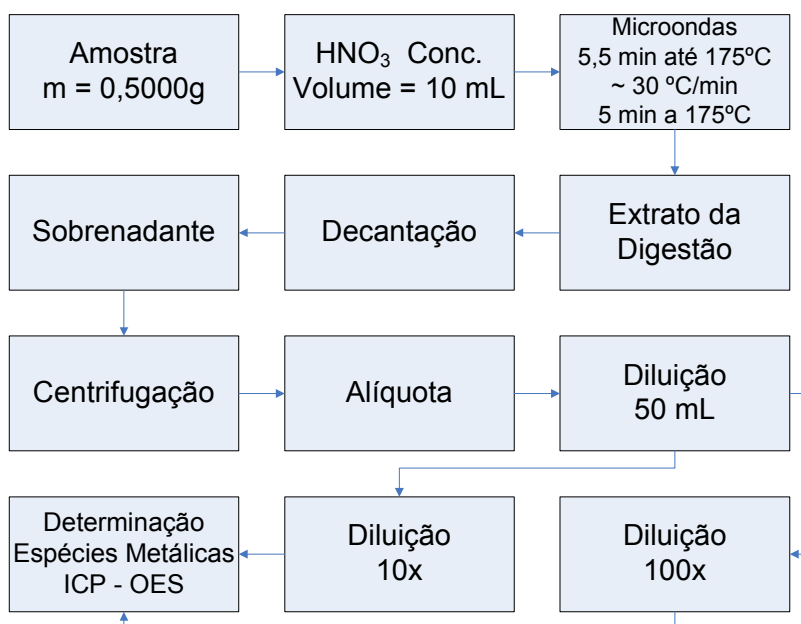 Amostra
m = 0,5000g
HNO₃ Conc.
Volume = 10 mL
Microondas
5,5 min até 175ºC
~ 30 ºC/min
5 min a 175ºC
Extrato da
Digestão
Decantação
Sobrenadante
Centrifugação
Alíquota
Diluição
50 mL
Diluição
100x
Diluição
10x
Determinação
Espécies Metálicas
ICP - OES